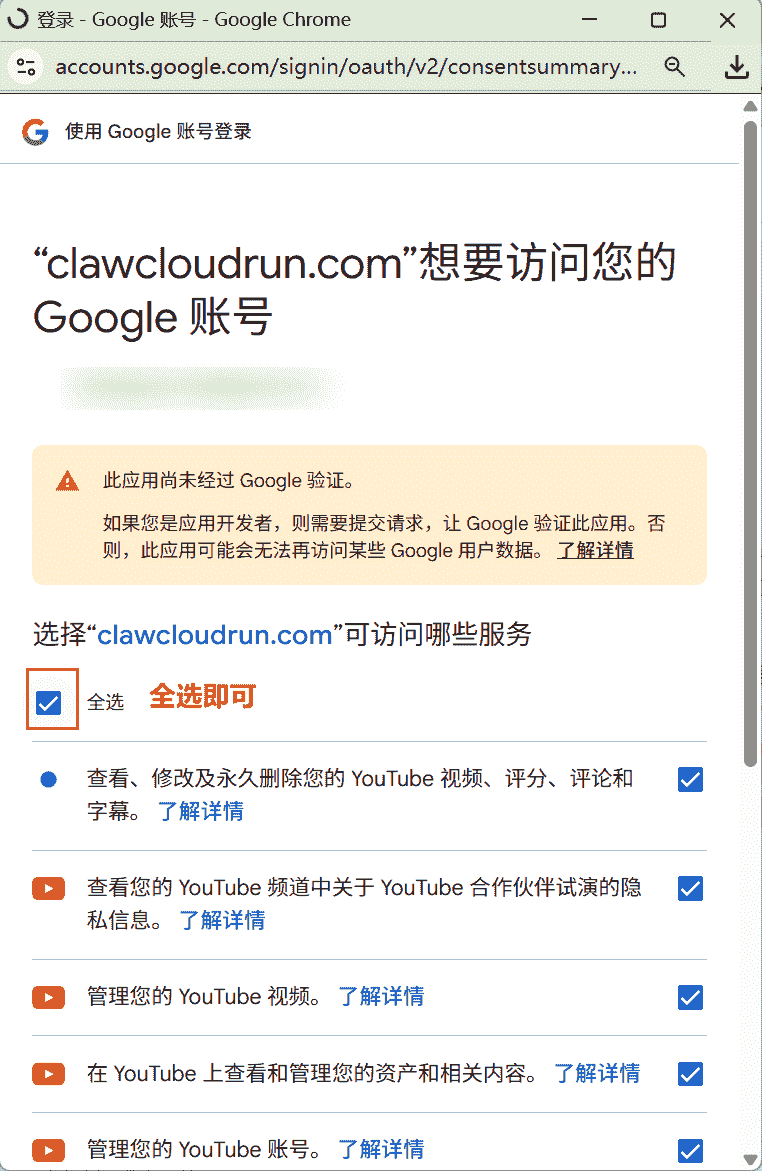 登录 - Google 账号 - Google Chrome
accounts.google.com/signin/oauth/v2/consentsummary...
使用 Google 账号登录
“clawcloudrun.com”想要访问您的
Google 账号
此应用尚未经过 Google 验证。
如果您是应用开发者，则需要提交请求，让 Google 验证此应用。否
则，此应用可能会无法再访问某些 Google 用户数据。 了解详情
选择“clawcloudrun.com”可访问哪些服务
全选 全选即可
查看、修改及永久删除您的 YouTube 视频、评分、评论和
字幕。 了解详情
查看您的 YouTube 频道中关于 YouTube 合作伙伴试演的隐
私信息。 了解详情
管理您的 YouTube 视频。 了解详情
在 YouTube 上查看和管理您的资产和相关内容。 了解详情
管理您的 YouTube 账号。 了解详情